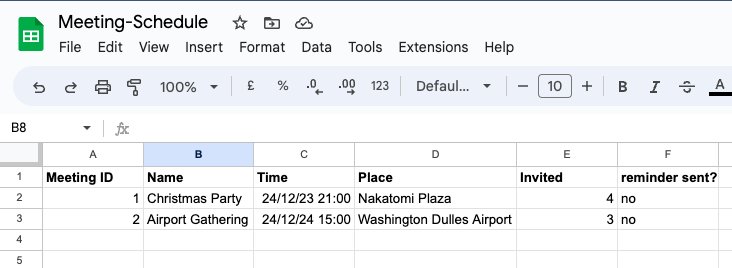 Meeting-Schedule
File Edit View Insert Format Data Tools Extensions Help
100% £ % .0 .00 123 Defaul... − 10 + B I S A
B8 fx
A B C D E F
1 Meeting ID Name Time Place Invited reminder sent?
2 1 Christmas Party 24/12/23 21:00 Nakatomi Plaza 4 no
3 2 Airport Gathering 24/12/24 15:00 Washington Dulles Airport 3 no
4
5